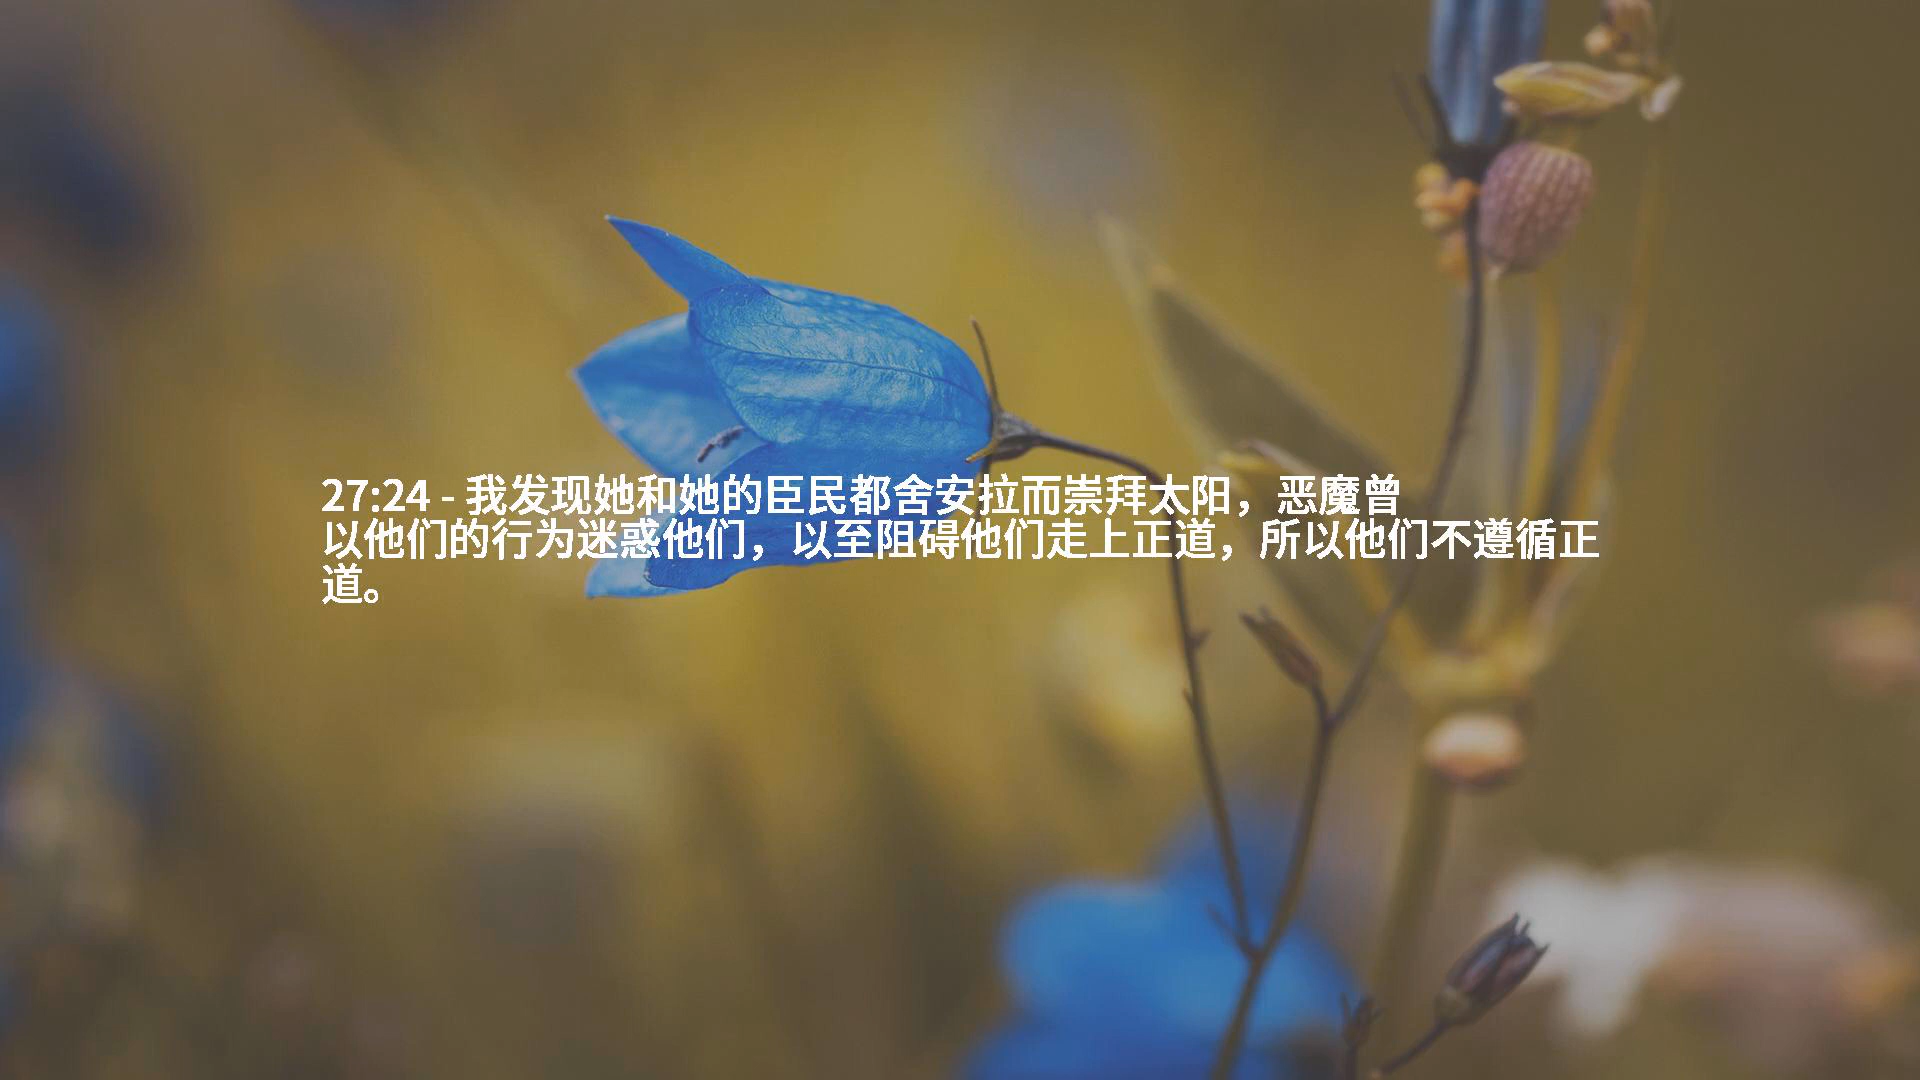 27:24 - 我发现她和她的臣民都舍安拉而崇拜太阳，恶魔曾
以他们的行为迷惑他们，以至阻碍他们走上正道，所以他们不遵循正
道。